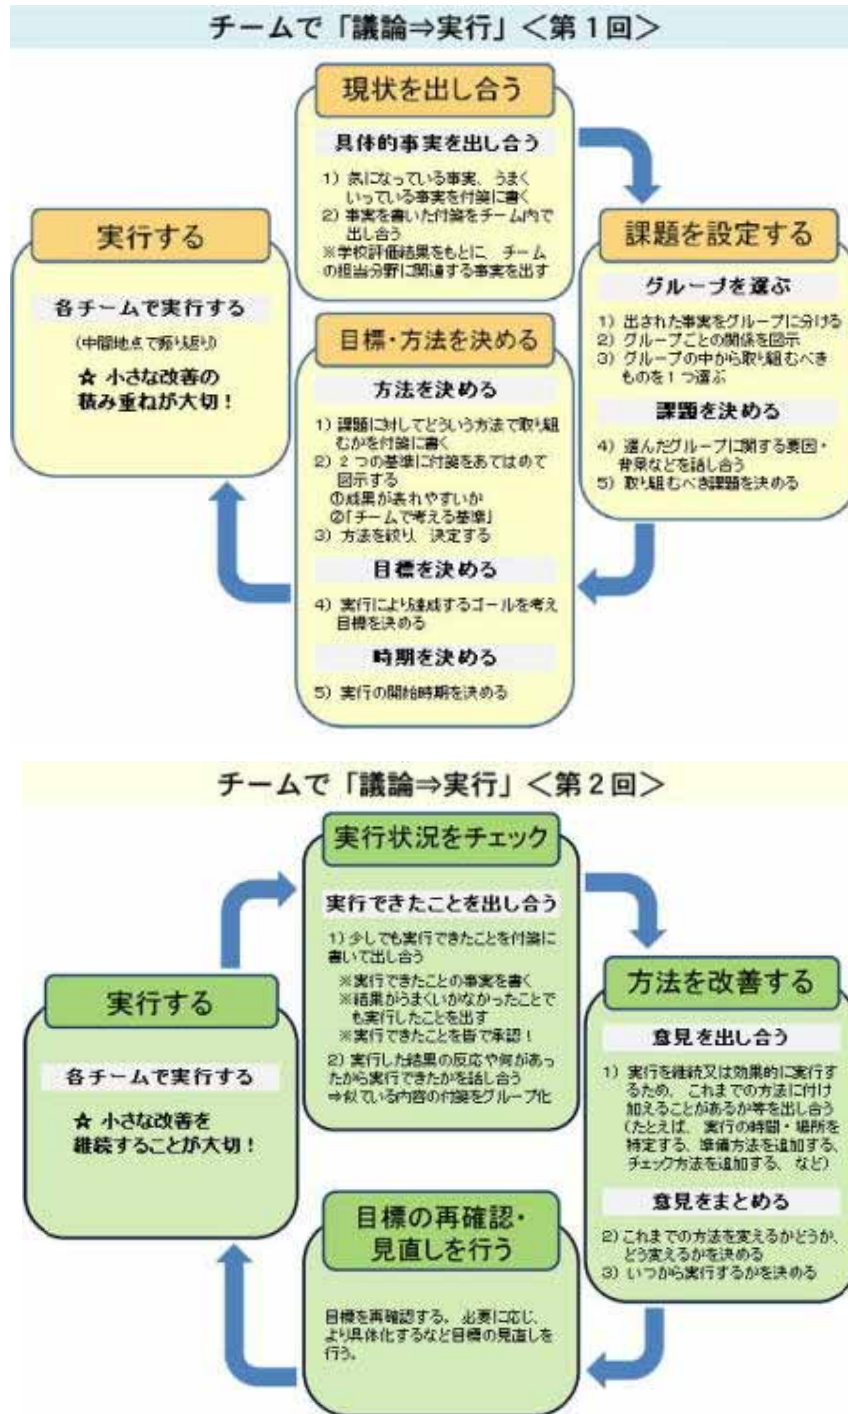 チームで「議論⇒実行」＜第1回＞
現状を出し合う
具体的事実を出し合う
1）気になっている事実、うまく
いっている事実を付箋に書く
2）事実を書いた付箋をチーム内で
出し合う
※学校評価結果をもとに、チーム
の担当分野に関連する事実を出す
課題を設定する
グループを選ぶ
1）出された事実をグループに分ける
2）グループごとの関係を図示
3）グループの中から取り組むべき
ものを1つ選ぶ
課題を決める
4）選んだグループに関する要因・
背景などを話し合う
5）取り組むべき課題を決める
目標・方法を決める
方法を決める
1）課題に対してどういう方法で取り組
むかを付箋に書く
2）2つの基準に付箋をあてはめて
図示する
①成果が表れやすいか
②「チームで考える基準」
3）方法を絞り、決定する
目標を決める
4）実行により達成するゴールを考え
目標を決める
時期を決める
5）実行の開始時期を決める
実行する
各チームで実行する
（中間地点で振り返り）
☆ 小さな改善の
積み重ねが大切！
チームで「議論⇒実行」＜第2回＞
実行状況をチェック
実行できたことを出し合う
1）少しでも実行できたことを付箋に
書いて出し合う
※実行できたことの事実を書く
※結果がうまくいかなかったことで
も実行したことを出す
※実行できたことを皆で承認！
2）実行した結果の反応や何があっ
たから実行できたかを話し合う
⇒似ている内容の付箋をグループ化
方法を改善する
意見を出し合う
1）実行を継続又は効果的に実行す
るため、これまでの方法に付け
加えることがあるか等を出し合う
（たとえば、実行の時間・場所を
特定する、準備方法を追加する、
チェック方法を追加する、など）
意見をまとめる
2）これまでの方法を変えるかどうか、
どう変えるかを決める
3）いつから実行するかを決める
目標の再確認・
見直しを行う
目標を再確認する。必要に応じ、
より具体化するなど目標の見直しを
行う。
実行する
各チームで実行する
☆ 小さな改善を
継続することが大切！